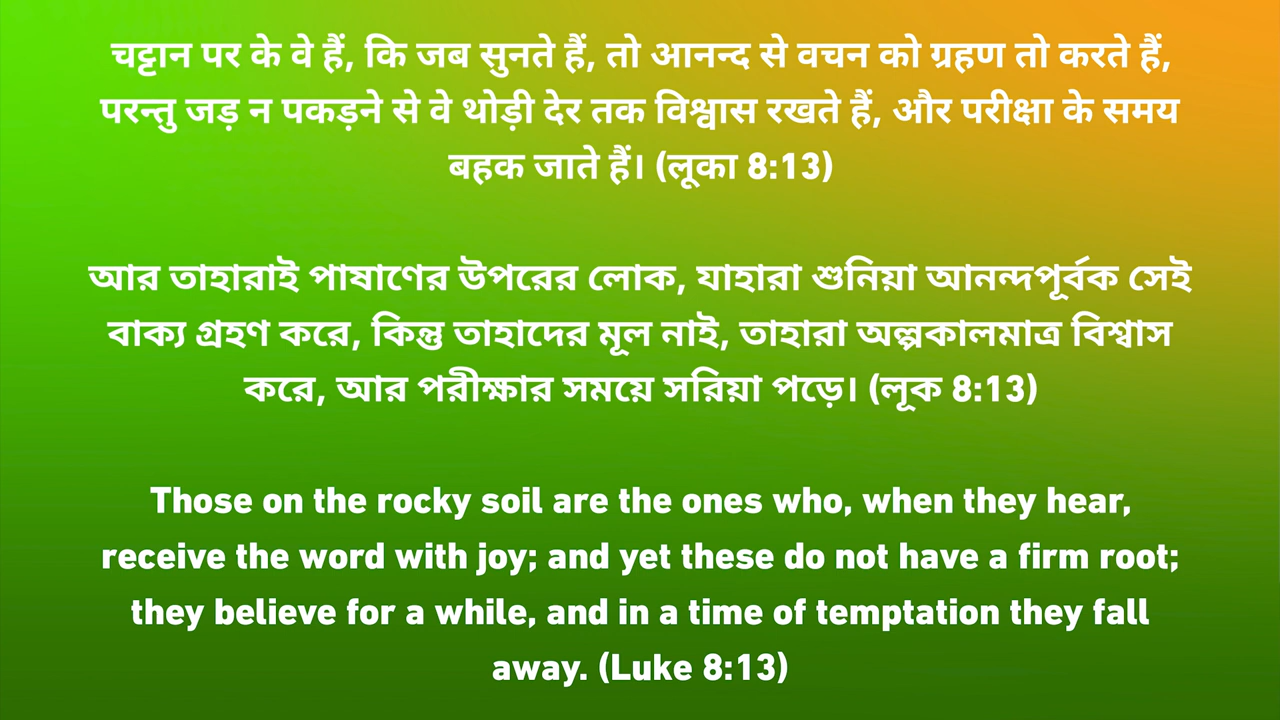 चट्टान पर के वे हैं, कि जब सुनते हैं, तो आनन्द से वचन को ग्रहण तो करते हैं,
परन्तु जड़ न पकड़ने से वे थोड़ी देर तक विश्वास रखते हैं, और परीक्षा के समय
बहक जाते हैं। (लूका 8:13)
আর তাহারাই পাষাণের উপরের লোক, যাহারা শুনিয়া আনন্দপূর্বক সেই
বাক্য গ্রহণ করে, কিন্তু তাহাদের মূল নাই, তাহারা অল্পকালমাত্র বিশ্বাস
করে, আর পরীক্ষার সময়ে সরিয়া পড়ে। (লূক 8:13)
Those on the rocky soil are the ones who, when they hear,
receive the word with joy; and yet these do not have a firm root;
they believe for a while, and in a time of temptation they fall
away. (Luke 8:13)